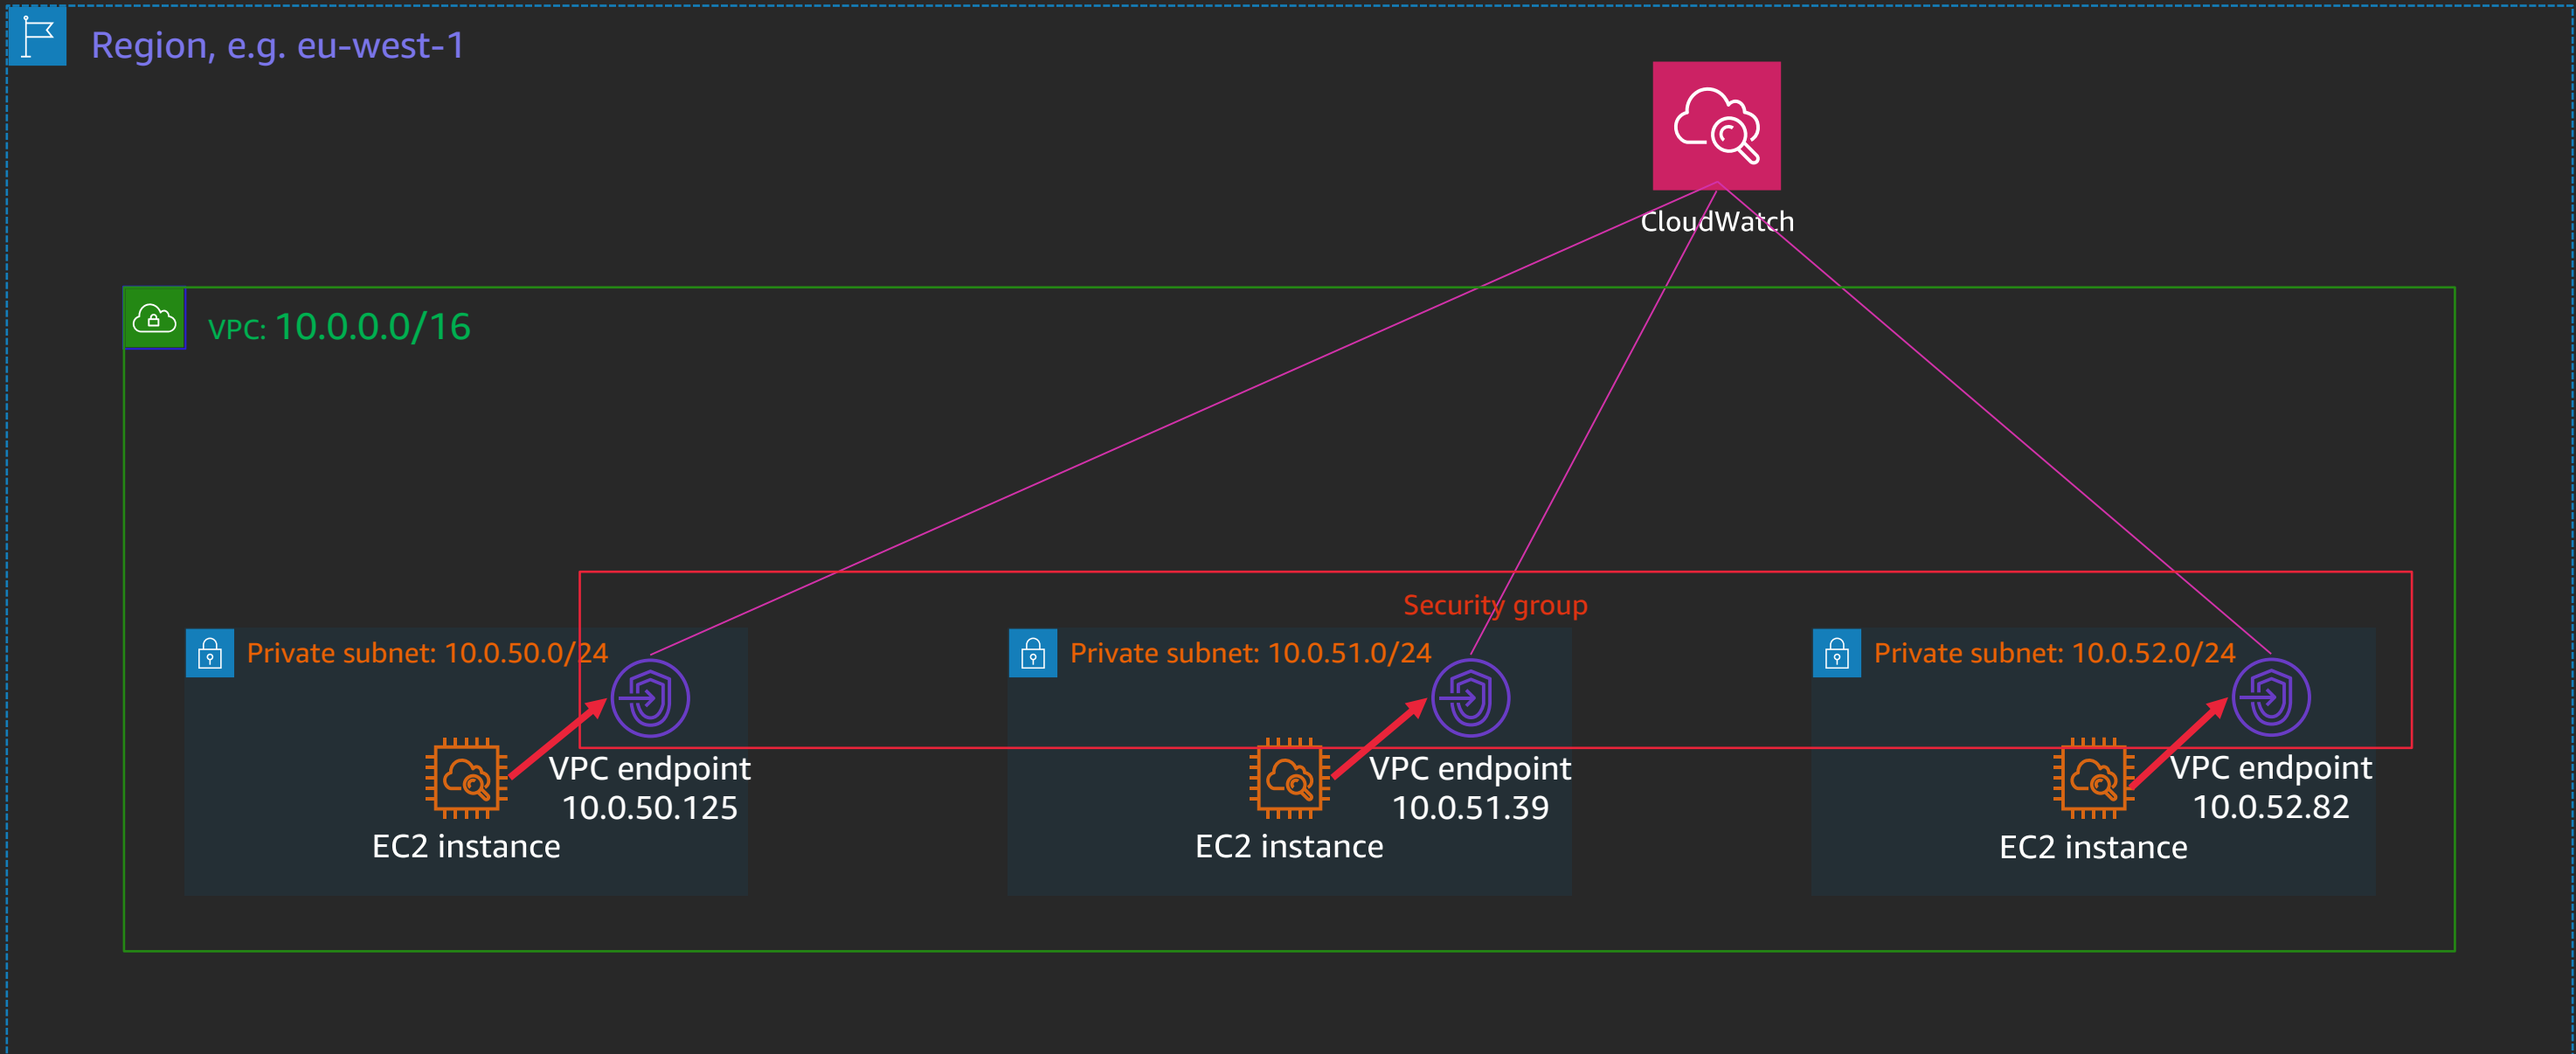 Region, e.g. eu-west-1
CloudWatch
VPC: 10.0.0.0/16
Security group
Private subnet: 10.0.50.0/24
Private subnet: 10.0.51.0/24
Private subnet: 10.0.52.0/24
VPC endpoint
10.0.50.125
EC2 instance
VPC endpoint
10.0.51.39
EC2 instance
VPC endpoint
10.0.52.82
EC2 instance